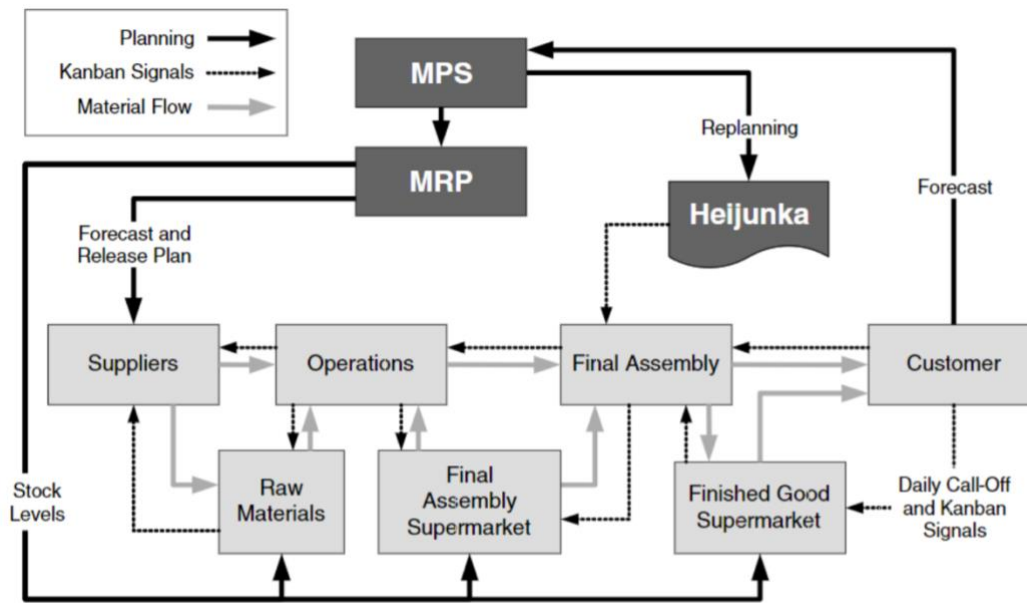 Planning
Kanban Signals
Material Flow
MPS
MRP
Replanning
Heijunka
Forecast
Forecast and
Release Plan
Suppliers
Operations
Final Assembly
Customer
Stock
Levels
Raw
Materials
Final
Assembly
Supermarket
Finished Good
Supermarket
Daily Call-Off
and Kanban
Signals